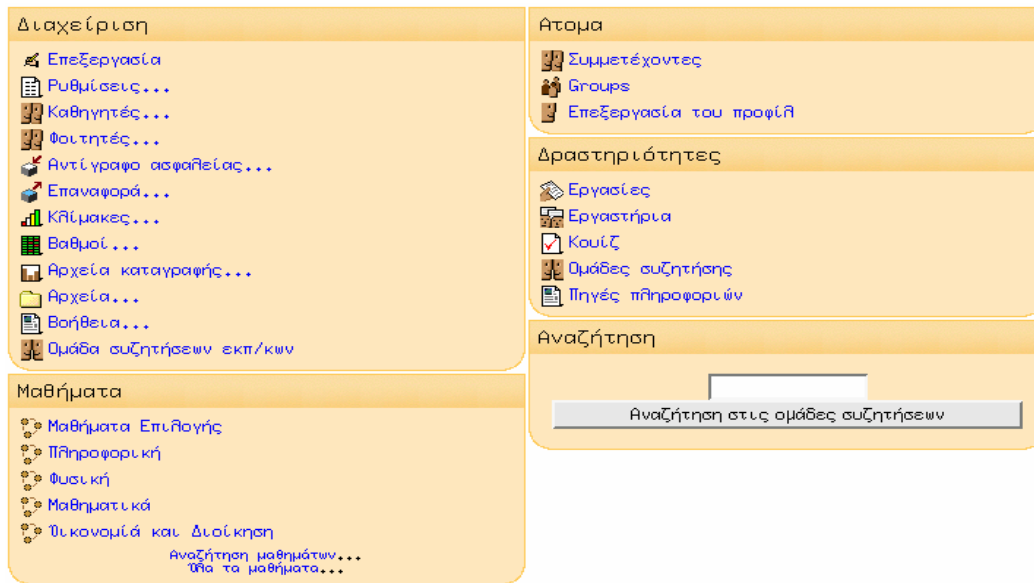 Διαχείριση
Επεξεργασία
Ρυθμίσεις...
Καθηγητές...
Φοιτητές...
Αντίγραφο ασφαλείας...
Επαναφορά...
Κλίμακες...
Βαθμοί...
Αρχεία καταγραφής...
Αρχεία...
Βοήθεια...
Ομάδα συζητήσεων εκπ/κων
Μαθήματα
Μαθήματα Επιλογής
Πληροφορική
Φυσική
Μαθηματικά
Οικονομία και Διοίκηση
Αναζήτηση μαθημάτων...
Όλα τα μαθήματα...
Ατομα
Συμμετέχοντες
Groups
Επεξεργασία του προφίλ
Δραστηριότητες
Εργασίες
Εργαστήρια
Κουίζ
Ομάδες συζητήσης
Πηγές πληροφοριών
Αναζήτηση
Αναζήτηση στις ομάδες συζητήσεων